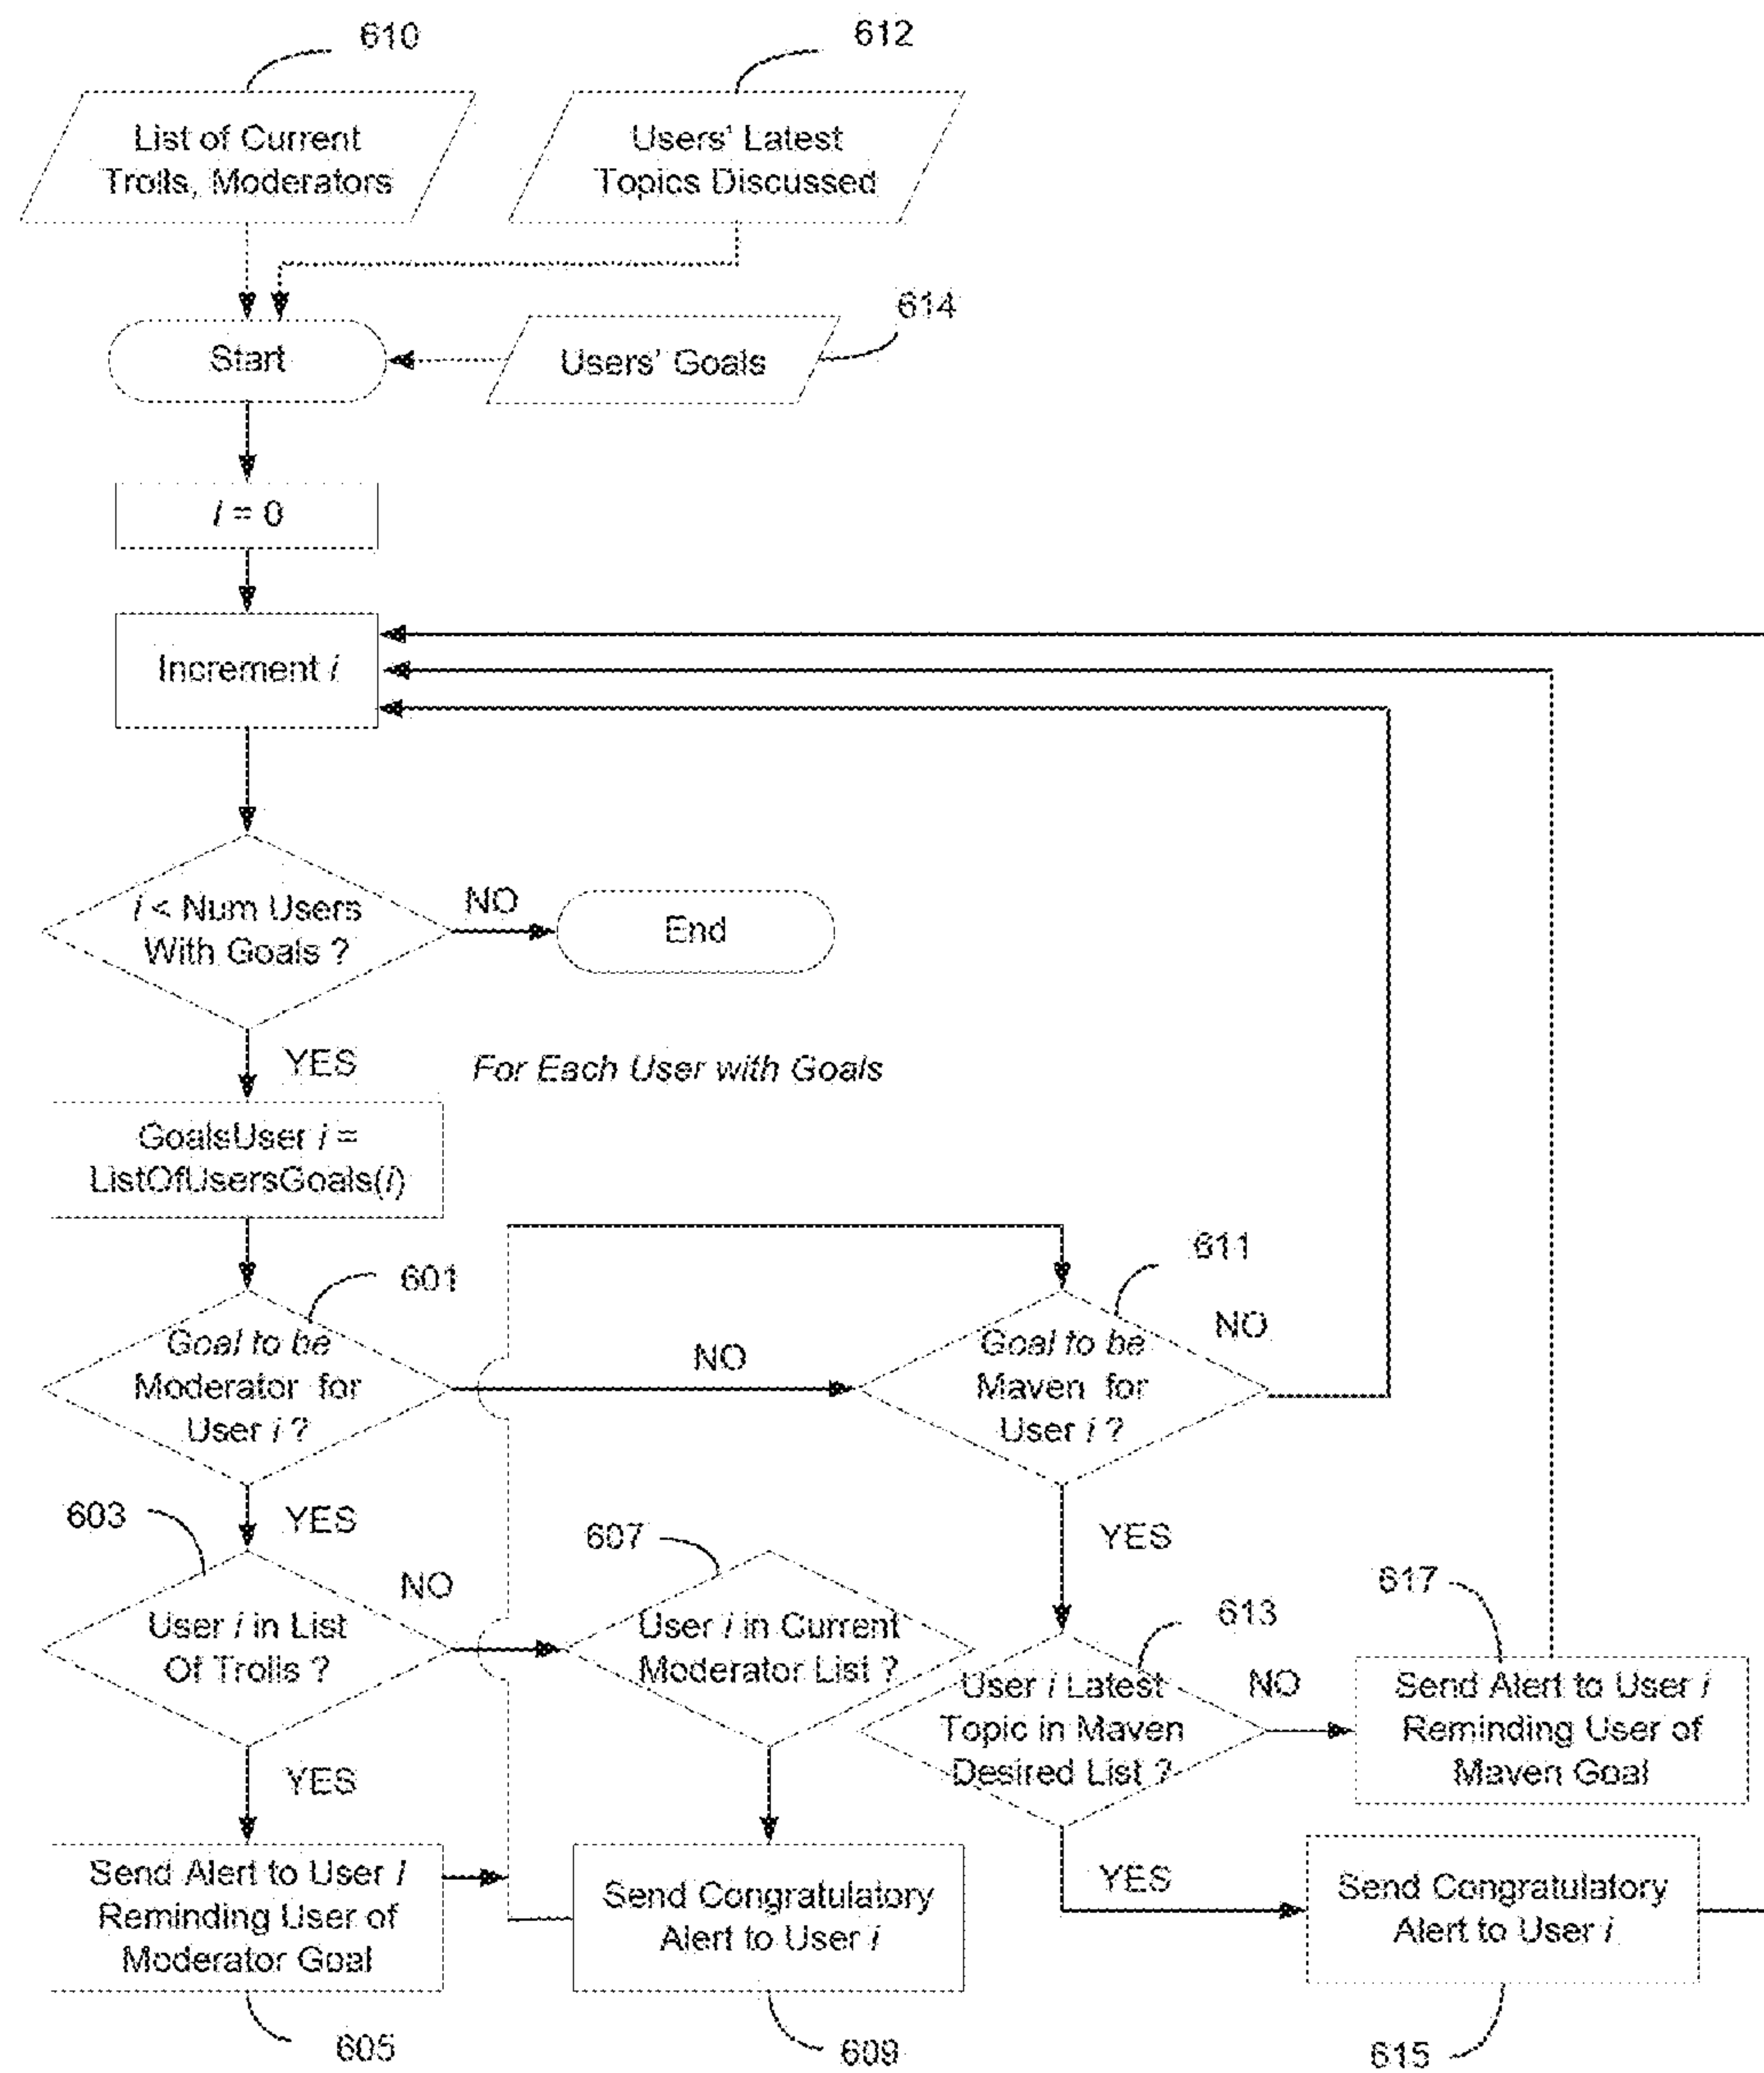 610
612
List of Current
Trolls, Moderators
Users' Latest
Topics Discussed
614
Start
Users' Goals
i = 0
Increment i
i < Num Users
With Goals ?
NO
End
YES
For Each User with Goals
GoalsUser i =
ListOfUsersGoals(i)
601
611
Goal to be
Moderator for
User i ?
NO
Goal to be
Maven for
User i ?
NO
603
YES
607
YES
NO
613
617
User i in List
Of Trolls ?
User i in Current
Moderator List ?
User i Latest
Topic in Maven
Desired List ?
NO
Send Alert to User i
Reminding User of
Maven Goal
YES
YES
Send Alert to User i
Reminding User of
Moderator Goal
Send Congratulatory
Alert to User i
Send Congratulatory
Alert to User i
605
609
615